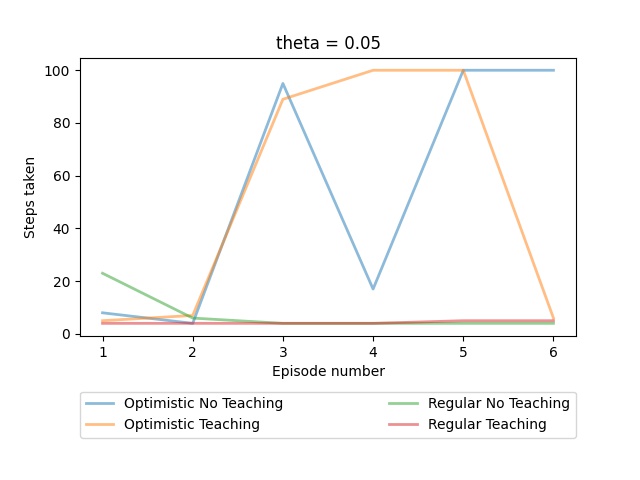 theta = 0.05
100
80
60
40
20
0
Steps taken
1 2 3 4 5 6
Episode number
Optimistic No Teaching Regular No Teaching
Optimistic Teaching Regular Teaching